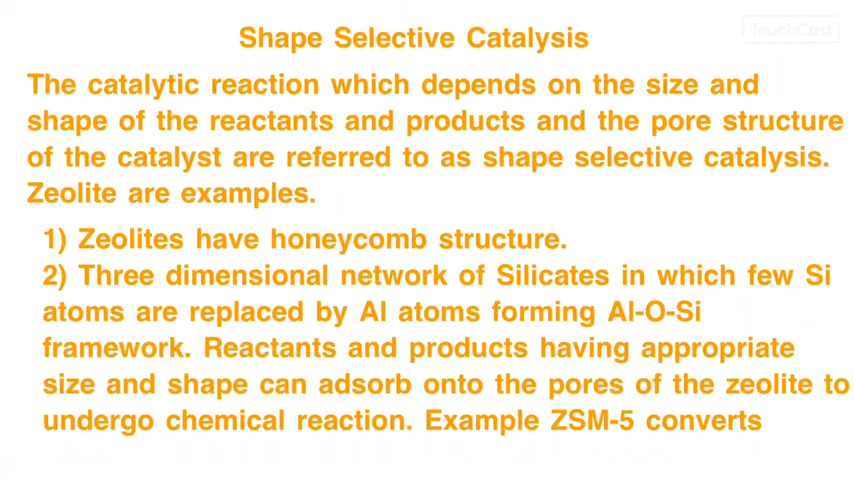 TouchCast
Shape Selective Catalysis
The catalytic reaction which depends on the size and
shape of the reactants and products and the pore structure
of the catalyst are referred to as shape selective catalysis.
Zeolite are examples.
1) Zeolites have honeycomb structure.
2) Three dimensional network of Silicates in which few Si
atoms are replaced by Al atoms forming Al-O-Si
framework. Reactants and products having appropriate
size and shape can adsorb onto the pores of the zeolite to
undergo chemical reaction. Example ZSM-5 converts